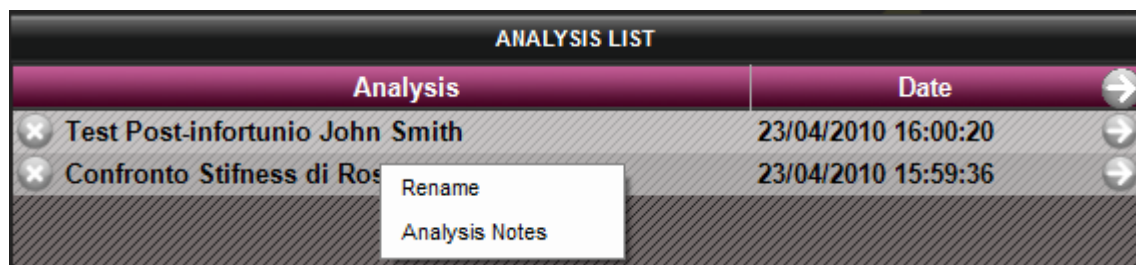 ANALYSIS LIST
Analysis Date
Test Post-infortunio John Smith 23/04/2010 16:00:20
Confronto Stifness di Ros 23/04/2010 15:59:36
Rename
Analysis Notes